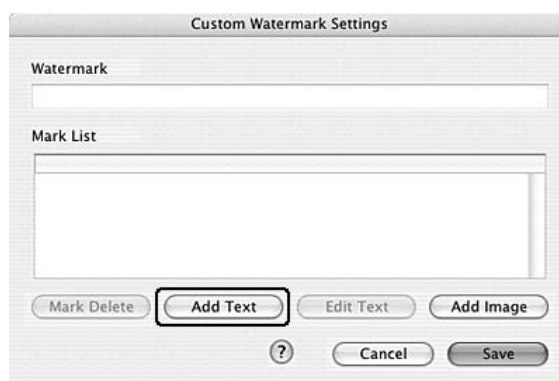 Custom Watermark Settings
Watermark
Mark List
Mark Delete Add Text Edit Text Add Image
? Cancel Save